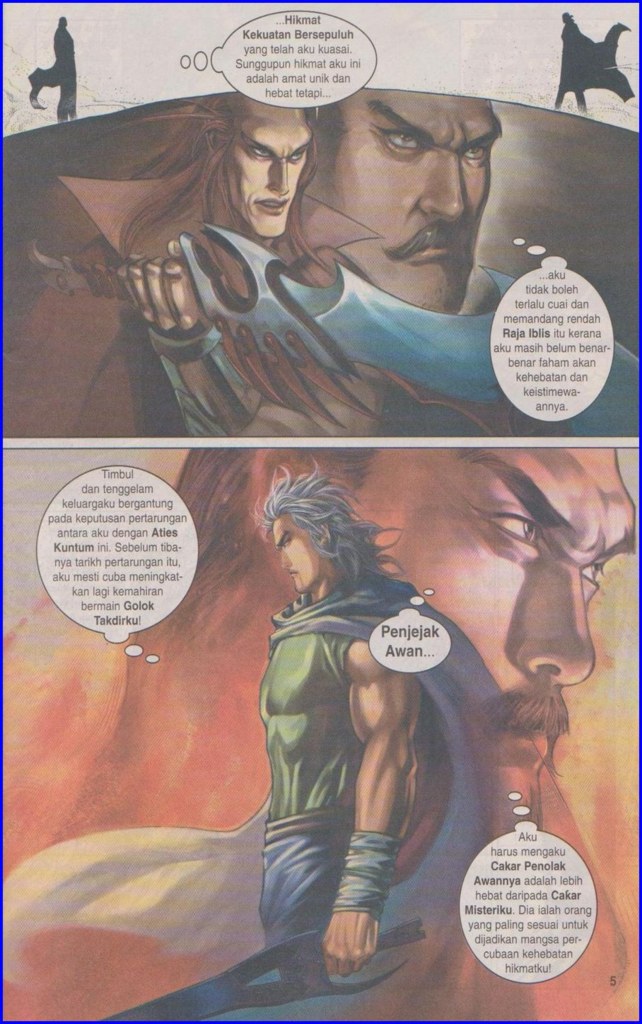 ...Hikmat
Kekuatan Bersepuluh
yang telah aku kuasai.
Sunggupun hikmat aku ini
adalah amat unik dan
hebat tetapi...
...aku
tidak boleh
terlalu cuai dan
memandang rendah
Raja Iblis itu kerana
aku masih belum benar-
benar faham akan
kehebatan dan
keistimewa-
annya.
Timbul
dan tenggelam
keluargaku bergantung
pada keputusan pertarungan
antara aku dengan Aties
Kuntum ini. Sebelum tiba-
nya tarikh pertarungan itu,
aku mesti cuba meningkat-
kan lagi kemahiran
bermain Golok
Takdirku!
Penjejak
Awan...
Aku
harus mengaku
Cakar Penolak
Awannya adalah lebih
hebat daripada Cakar
Misteriku. Dia ialah orang
yang paling sesuai untuk
dijadikan mangsa per-
cubaan kehebatan
hikmatku!
5